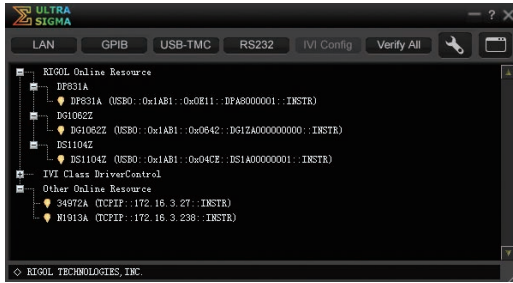 ULTRA
SIGMA
— ? X
LAN GPIB USB-TMC RS232 IVI Config Verify All
RIGOL Online Resource
DP831A
DP831A (USB0::0x1AB1::0x0E11::DPA8000001::INSTR)
DG1062Z
DG1062Z (USB0::0x1AB1::0x0642::DG1ZA000000000::INSTR)
DS1104Z
DS1104Z (USB0::0x1AB1::0x04CE::DS1A00000001::INSTR)
IVI Class DriverControl
Other Online Resource
34972A (TCPIP::172.16.3.27::INSTR)
N1913A (TCPIP::172.16.3.238::INSTR)
RIGOL TECHNOLOGIES, INC.